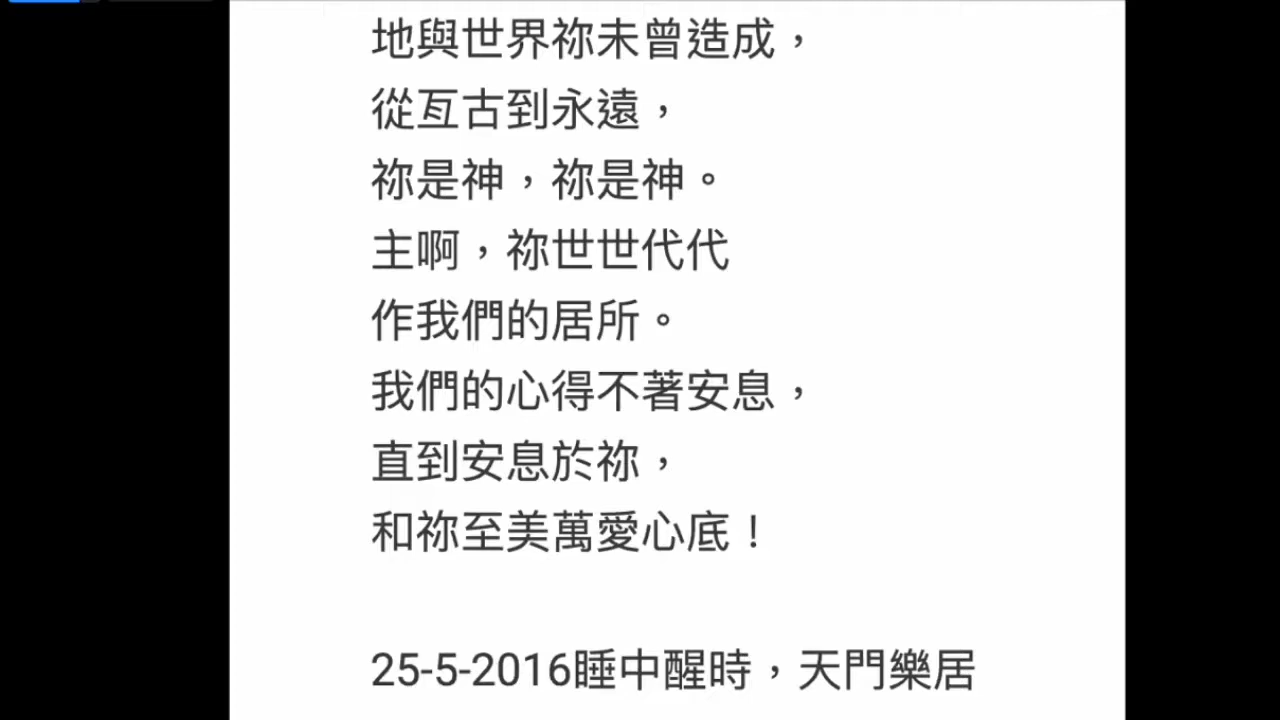 地與世界祢未曾造成，
從亙古到永遠，
祢是神，祢是神。
主啊，祢世世代代
作我們的居所。
我們的心得不著安息，
直到安息於祢，
和祢至美萬愛心底！
25-5-2016睡中醒時，天門樂居